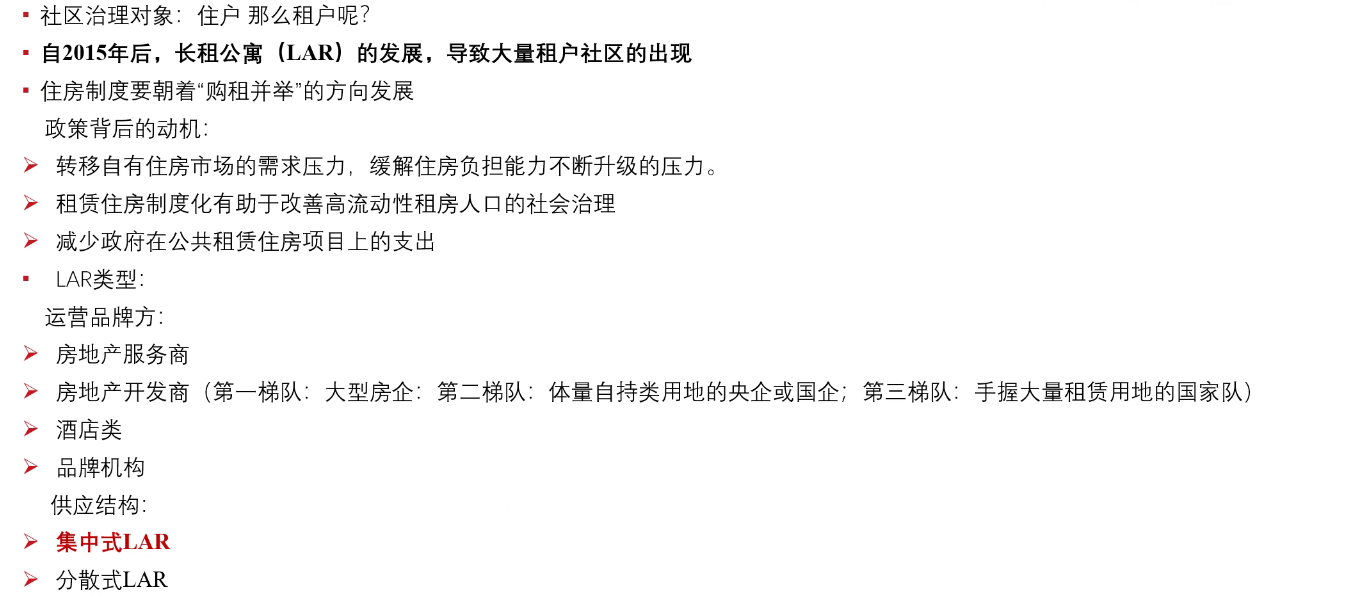 ▪ 社区治理对象：住户 那么租户呢？
▪ 自2015年后，长租公寓（LAR）的发展，导致大量租户社区的出现
▪ 住房制度要朝着“购租并举”的方向发展
政策背后的动机：
➢ 转移自有住房市场的需求压力，缓解住房负担能力不断升级的压力。
➢ 租赁住房制度化有助于改善高流动性租房人口的社会治理
➢ 减少政府在公共租赁住房项目上的支出
▪ LAR类型：
运营品牌方：
➢ 房地产服务商
➢ 房地产开发商（第一梯队：大型房企：第二梯队：体量自持类用地的央企或国企；第三梯队：手握大量租赁用地的国家队）
➢ 酒店类
➢ 品牌机构
供应结构：
➢ 集中式LAR
➢ 分散式LAR